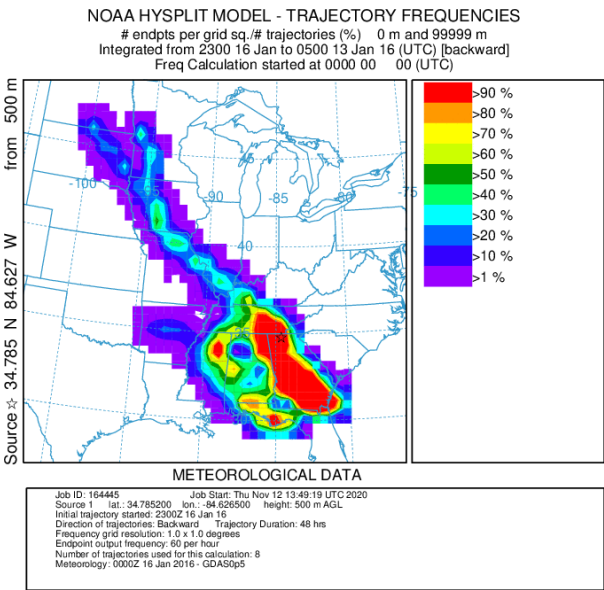 NOAA HYSPLIT MODEL - TRAJECTORY FREQUENCIES
# endpts per grid sq./# trajectories (%) 0 m and 99999 m
Integrated from 2300 16 Jan to 0500 13 Jan 16 (UTC) [backward]
Freq Calculation started at 0000 00 00 (UTC)
Source ☆ 34.785 N 84.627 W from 500 m
-100
-90
-85
-75
40
>90 %
>80 %
>70 %
>60 %
>50 %
>40 %
>30 %
>20 %
>10 %
>1 %
METEOROLOGICAL DATA
Job ID: 164445 Job Start: Thu Nov 12 13:49:19 UTC 2020
Source 1 lat.: 34.785200 lon.: -84.626500 height: 500 m AGL
Initial trajectory started: 2300Z 16 Jan 16
Direction of trajectories: Backward Trajectory Duration: 48 hrs
Frequency grid resolution: 1.0 x 1.0 degrees
Endpoint output frequency: 60 per hour
Number of trajectories used for this calculation: 8
Meteorology: 0000Z 16 Jan 2016 - GDAS0p5